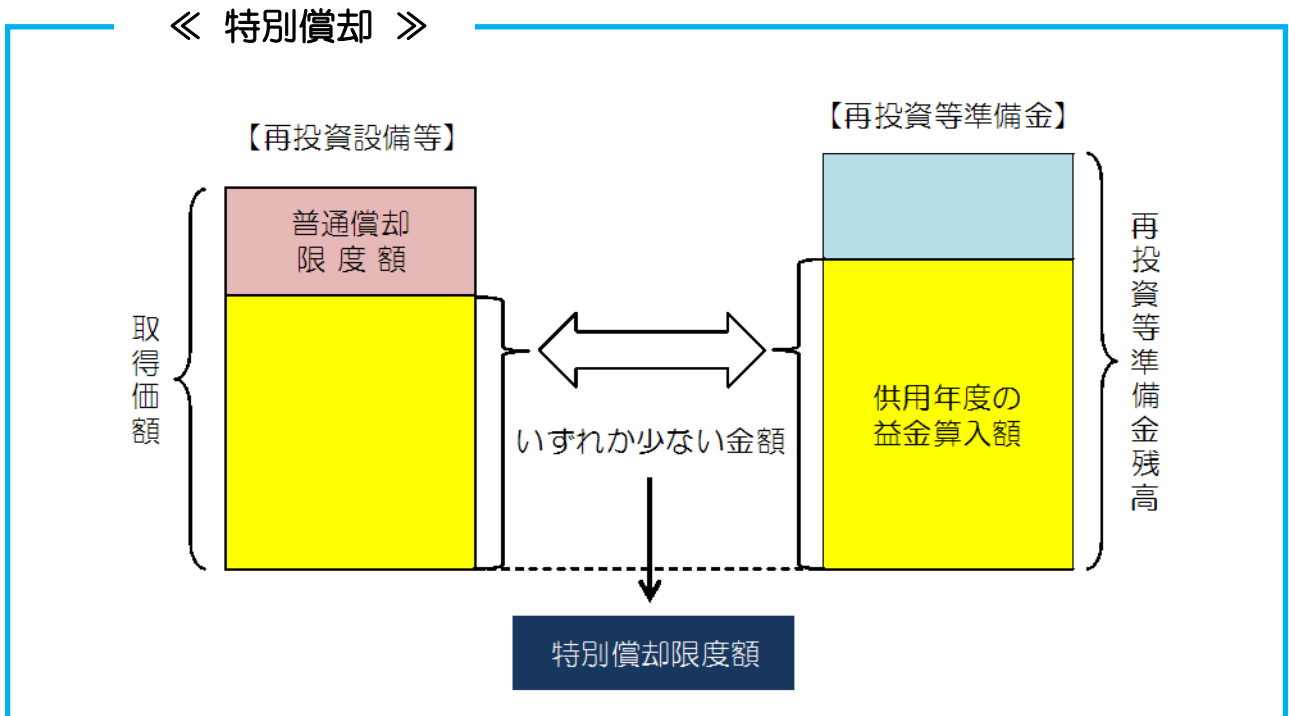 ≪ 特別償却 ≫
【再投資設備等】
【再投資等準備金】
普通償却
限 度 額
取得価額
いずれか少ない金額
供用年度の
益金算入額
再投資等準備金残高
特別償却限度額